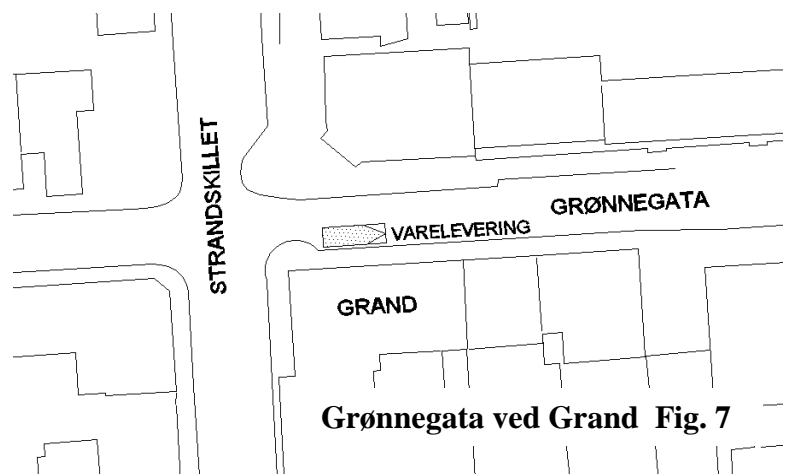 STRANDSKILLET
GRØNNEGATA
VARELEVERING
GRAND
Grønnegata ved Grand Fig. 7